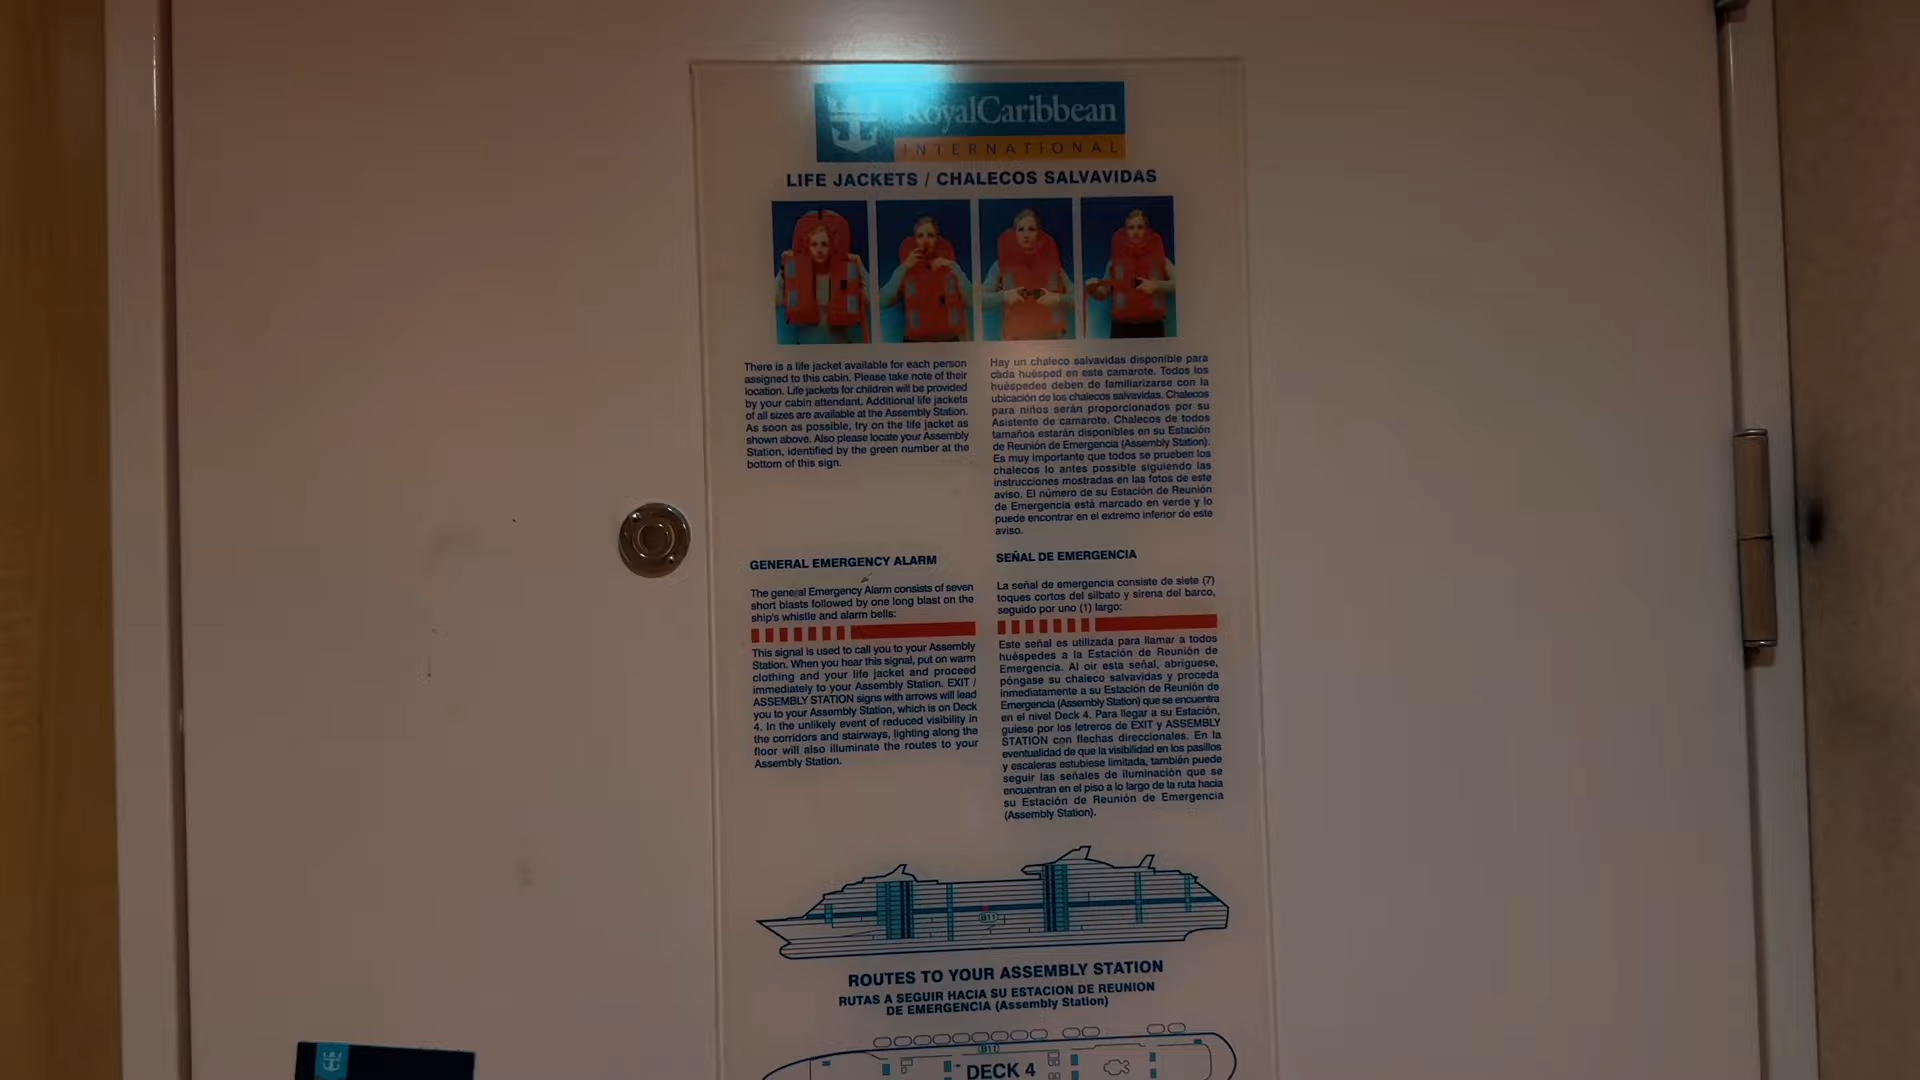 RoyalCaribbean
INTERNATIONAL
LIFE JACKETS / CHALECOS SALVAVIDAS
There is a life jacket available for each person
assigned to this cabin. Please take note of their
location. Life jackets for children will be provided
by your cabin attendant. Additional life jackets
of all sizes are available at the Assembly Station.
As soon as possible, try on the life jacket as
shown above. Also please locate your Assembly
Station, identified by the green number at the
bottom of this sign.
Hay un chaleco salvavidas disponible para
cada huésped en este camarote. Todos los
huéspedes deben de familiarizarse con la
ubicación de los chalecos salvavidas. Chalecos
para niños serán proporcionados por su
Asistente de camarote. Chalecos de todos
tamaños estarán disponibles en su Estación
de Reunión de Emergencia (Assembly Station).
Es muy importante que todos se prueben los
chalecos lo antes possible siguiendo las
instrucciones mostradas en las fotos de este
aviso. El número de su Estación de Reunión
de Emergencia está marcado en verde y lo
puede encontrar en el extremo inferior de este
aviso.
GENERAL EMERGENCY ALARM
The general Emergency Alarm consists of seven
short blasts followed by one long blast on the
ship's whistle and alarm bells:
This signal is used to call you to your Assembly
Station. When you hear this signal, put on warm
clothing and your life jacket and proceed
immediately to your Assembly Station. EXIT /
ASSEMBLY STATION signs with arrows will lead
you to your Assembly Station, which is on Deck
4. In the unlikely event of reduced visibility in
the corridors and stairways, lighting along the
floor will also illuminate the routes to your
Assembly Station.
SEÑAL DE EMERGENCIA
La señal de emergencia consiste de siete (7)
toques cortos del silbato y sirena del barco,
seguido por uno (1) largo:
Este señal es utilizada para llamar a todos
huéspedes a la Estación de Reunión de
Emergencia. Al oir esta señal, abríguese,
póngase su chaleco salvavidas y proceda
inmediatamente a su Estación de Reunión de
Emergencia (Assembly Station) que se encuentra
en el nivel Deck 4. Para llegar a su Estación,
guíese por los letreros de EXIT y ASSEMBLY
STATION con flechas direccionales. En la
eventualidad de que la visibilidad en los pasillos
y escaleras estubiese limitada, también puede
seguir las señales de iluminación que se
encuentran en el piso a lo largo de la ruta hacia
su Estación de Reunión de Emergencia
(Assembly Station).
B11
ROUTES TO YOUR ASSEMBLY STATION
RUTAS A SEGUIR HACIA SU ESTACION DE REUNION
DE EMERGENCIA (Assembly Station)
B11
DECK 4